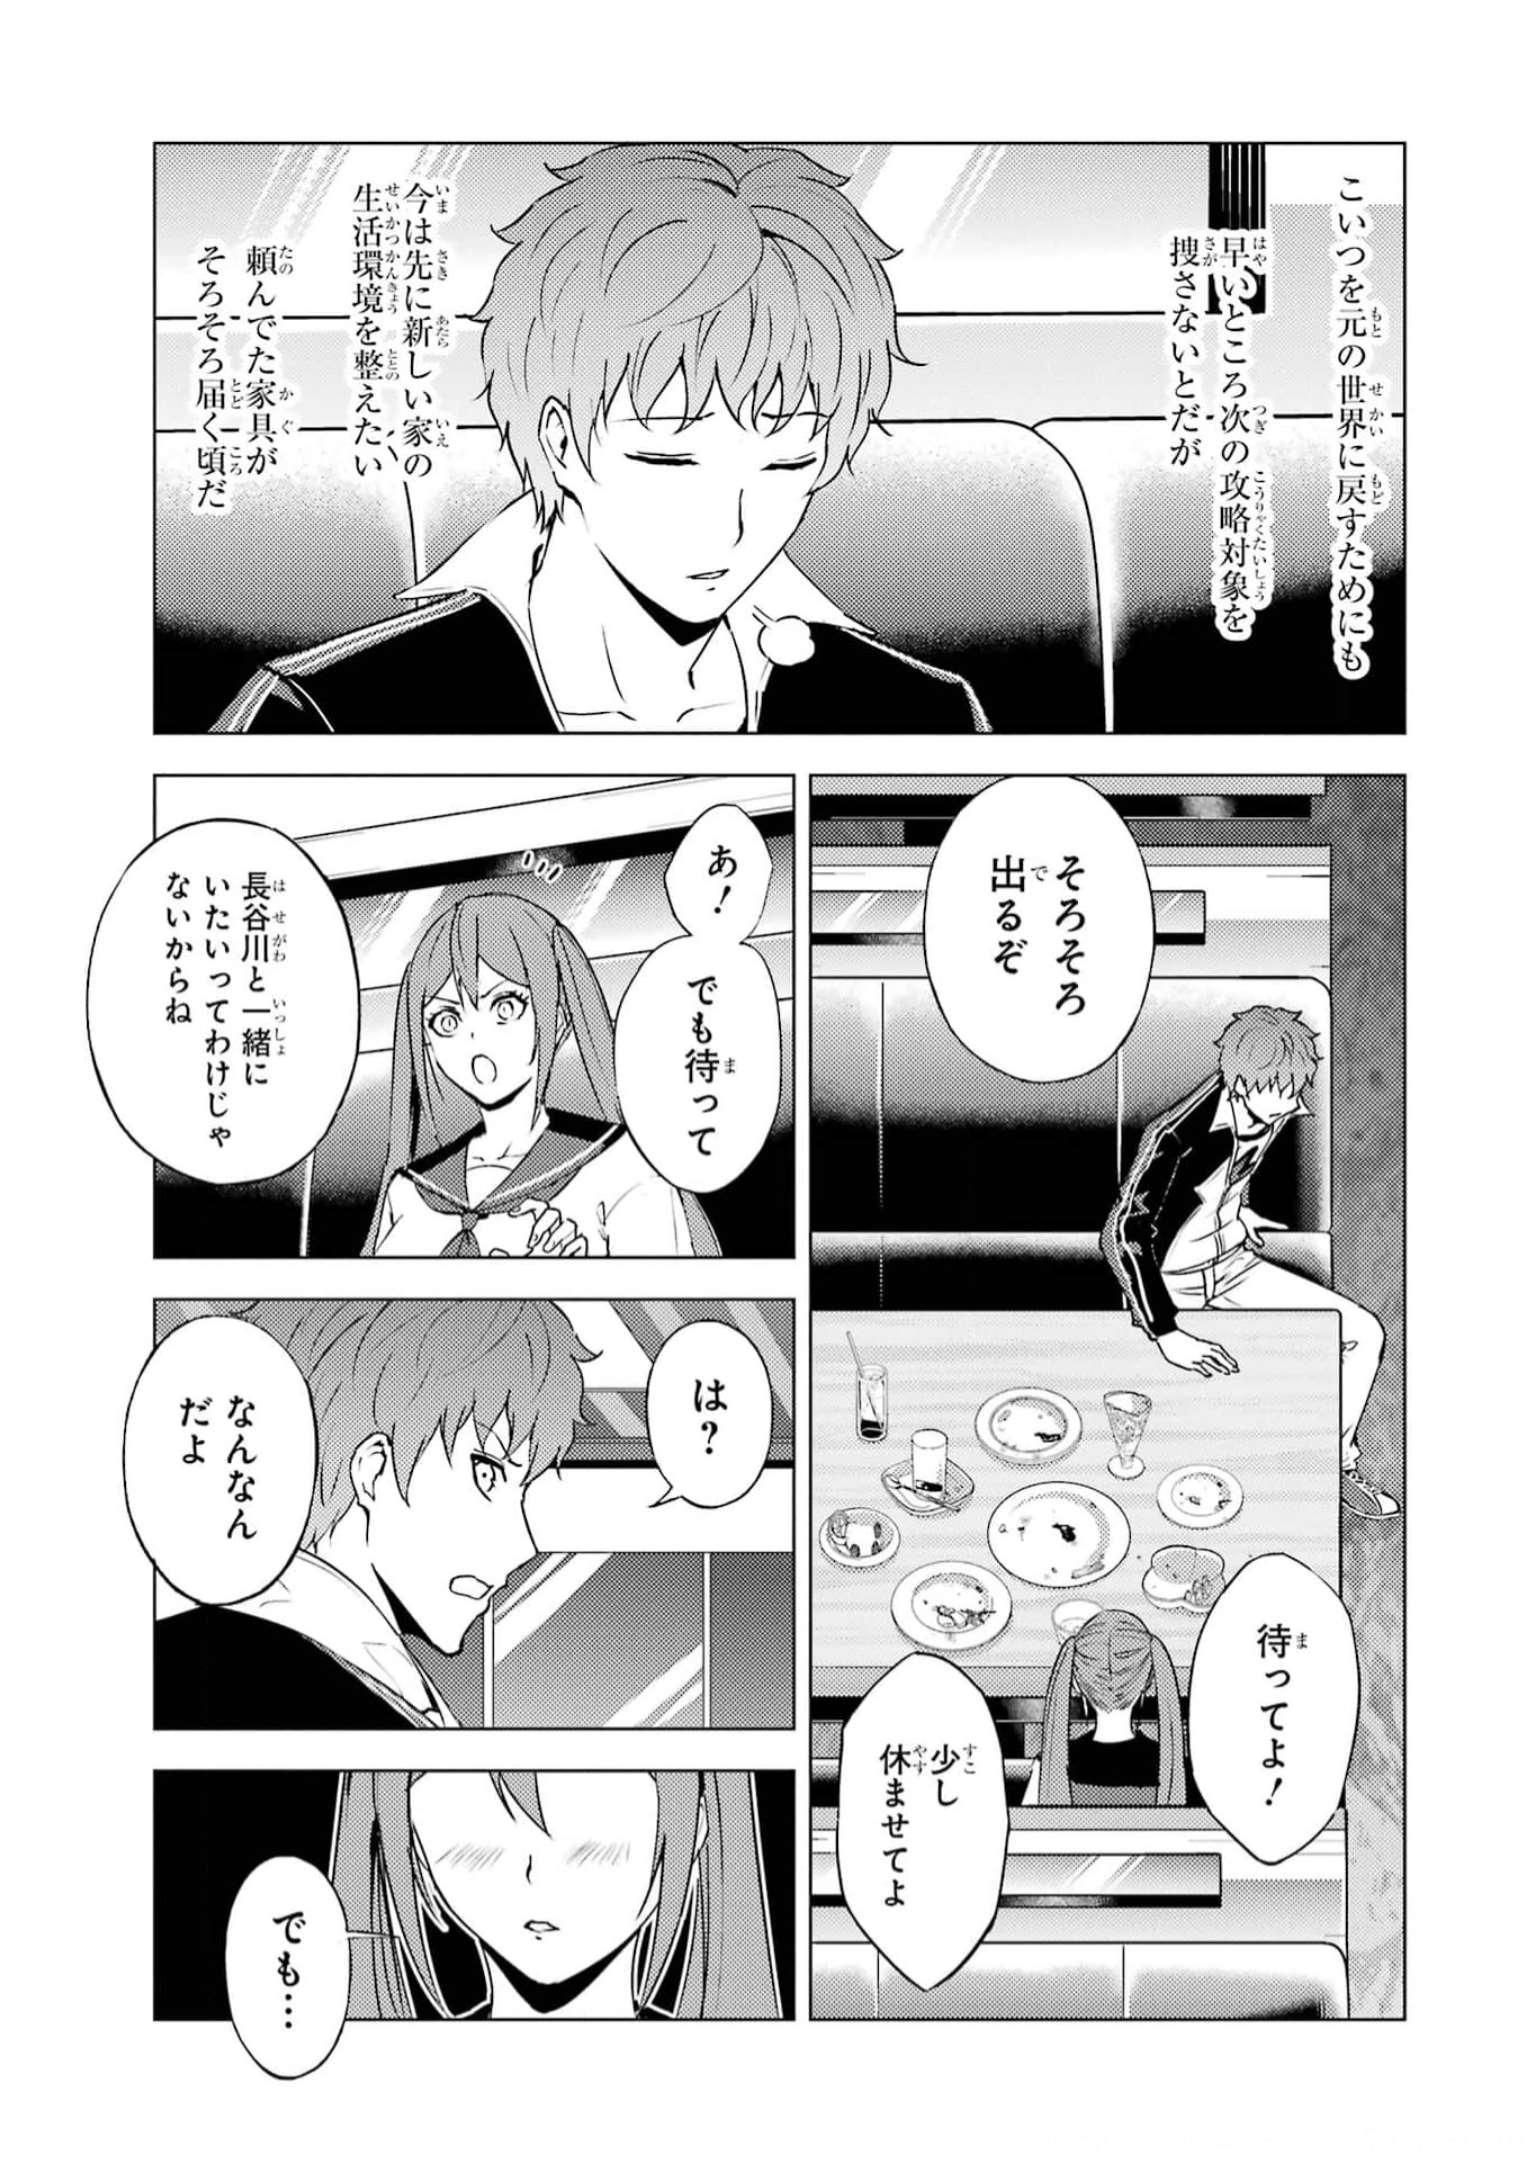 こいつを元の世界に戻すためにも
早いところ次の攻略対象を
捜さないとだが
今は先に新しい家の
生活環境を整えたい
頼んでた家具が
そろそろ届く頃だ
そろそろ
出るぞ
待ってよ!
少し
休ませてよ
あ!
でも待って
長谷川と一緒に
いたいってわけじゃ
ないからね
は?
なんなん
だよ
でも…